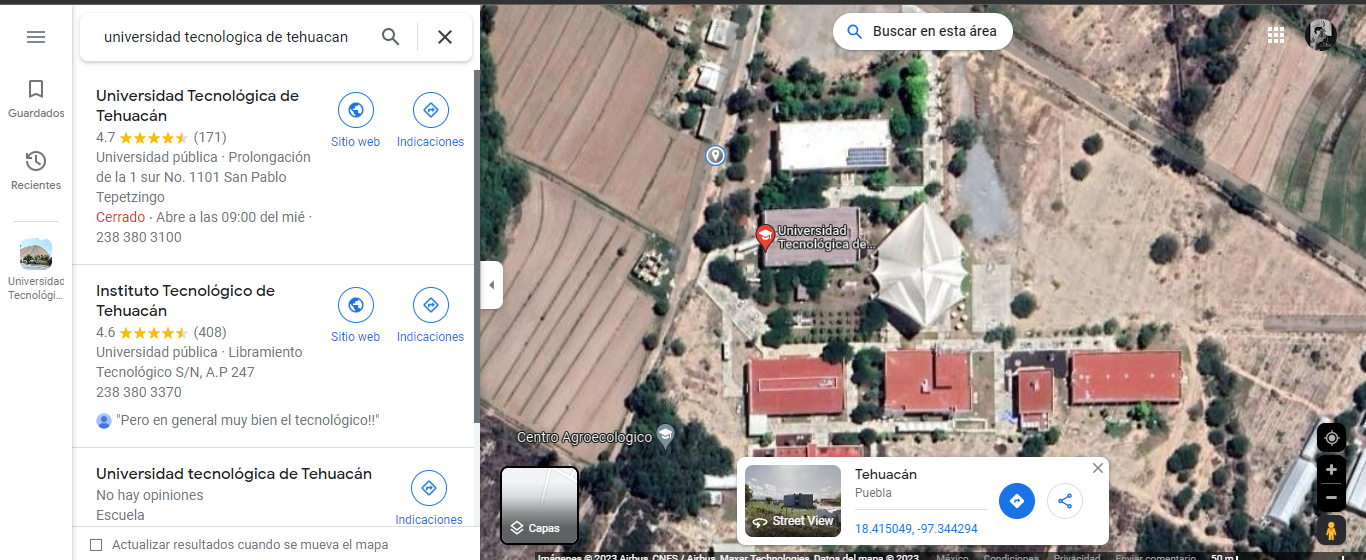 universidad tecnologica de tehuacan
Guardados
Recientes
Universidad
Tecnológi...
Universidad Tecnológica de
Tehuacán
4.7 (171)
Universidad pública · Prolongación
de la 1 sur No. 1101 San Pablo
Tepetzingo
Cerrado · Abre a las 09:00 del mié ·
238 380 3100
Sitio web
Indicaciones
Instituto Tecnológico de
Tehuacán
4.6 (408)
Universidad pública · Libramiento
Tecnológico S/N, A.P 247
238 380 3370
Sitio web
Indicaciones
"Pero en general muy bien el tecnológico!!"
Universidad tecnológica de Tehuacán
No hay opiniones
Escuela
Indicaciones
Actualizar resultados cuando se mueva el mapa
Buscar en esta área
Universidad
Tecnológica de...
Centro Agroecologico
Capas
Street View
Tehuacán
Puebla
18.415049, -97.344294
Imágenes © 2023 Airbus, CNES / Airbus, Maxar Technologies, Datos del mapa © 2023
México
Condiciones
Privacidad
Enviar comentario
50 m